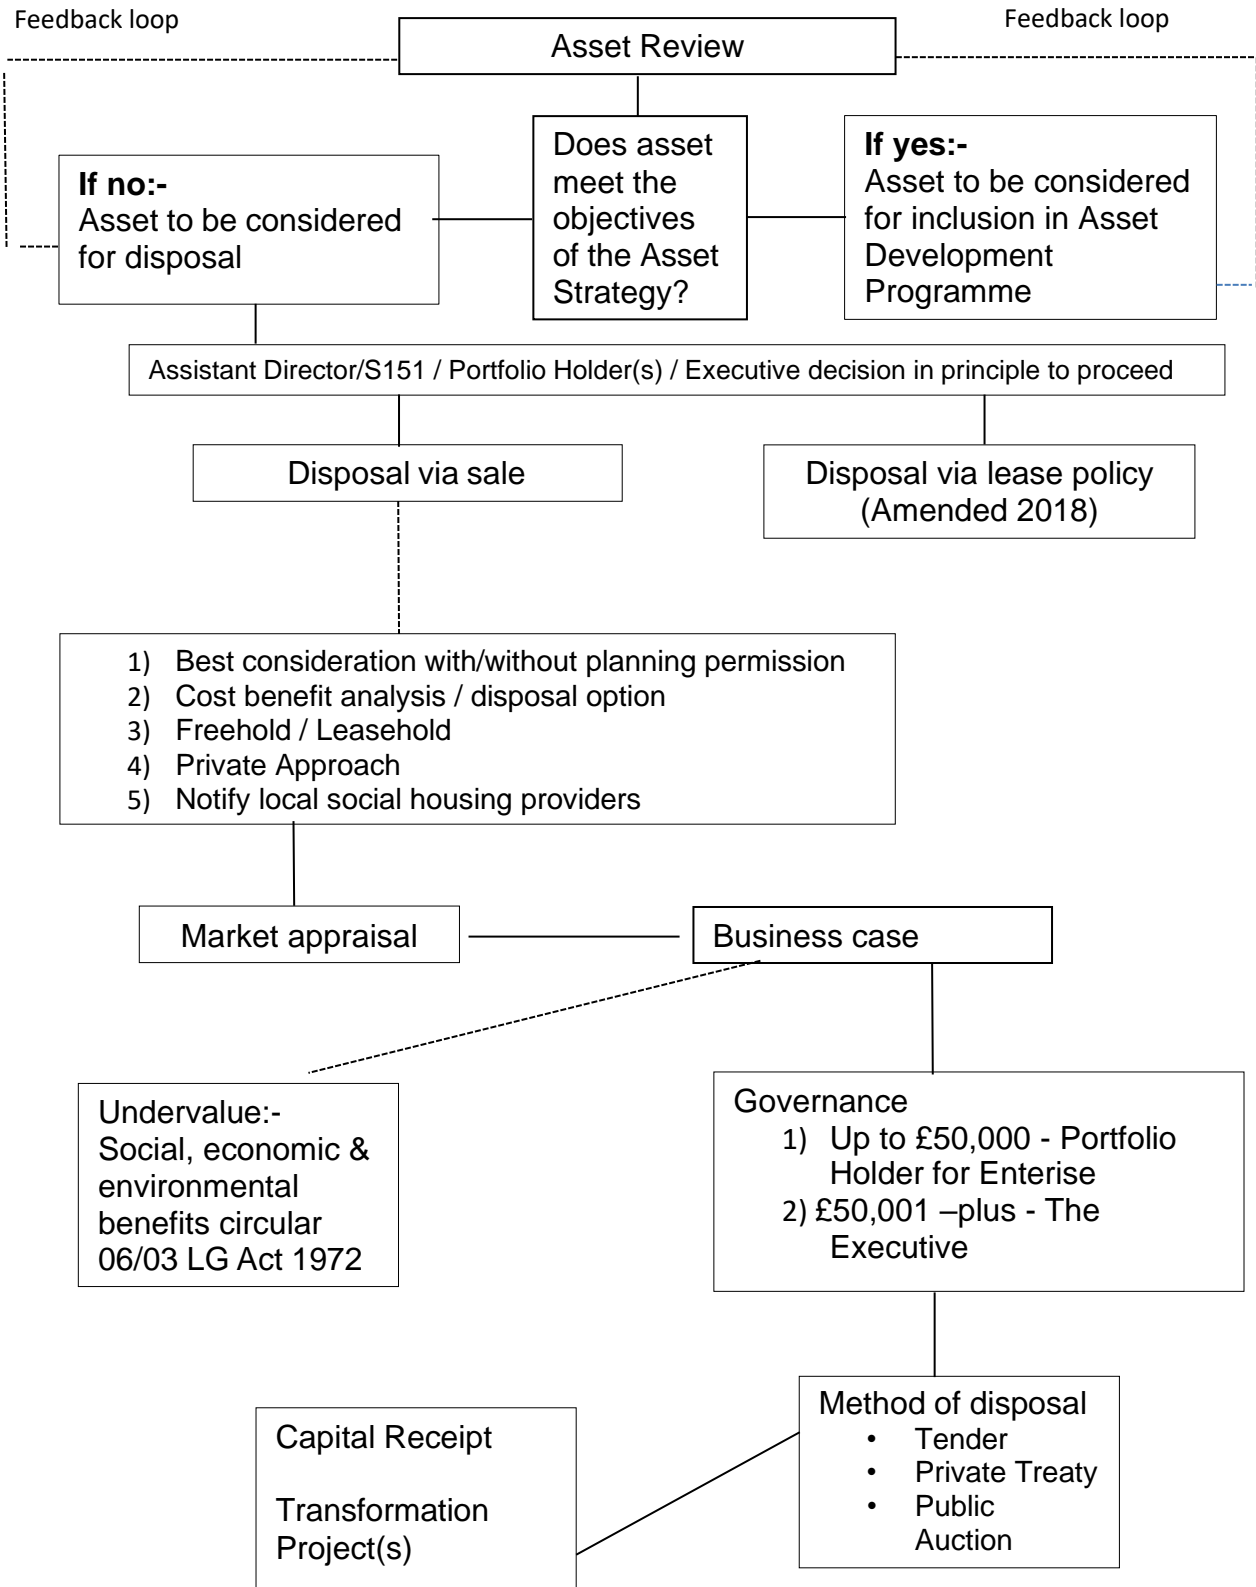 Feedback loop
Feedback loop
Asset Review
If no:-
Asset to be considered
for disposal
Does asset
meet the
objectives
of the Asset
Strategy?
If yes:-
Asset to be considered
for inclusion in Asset
Development
Programme
Assistant Director/S151 / Portfolio Holder(s) / Executive decision in principle to proceed
Disposal via sale
Disposal via lease policy
(Amended 2018)
1) Best consideration with/without planning permission
2) Cost benefit analysis / disposal option
3) Freehold / Leasehold
4) Private Approach
5) Notify local social housing providers
Market appraisal
Business case
Undervalue:-
Social, economic &
environmental
benefits circular
06/03 LG Act 1972
Governance
1) Up to £50,000 - Portfolio
Holder for Enterise
2) £50,001 –plus - The
Executive
Method of disposal
• Tender
• Private Treaty
• Public
Auction
Capital Receipt
Transformation
Project(s)